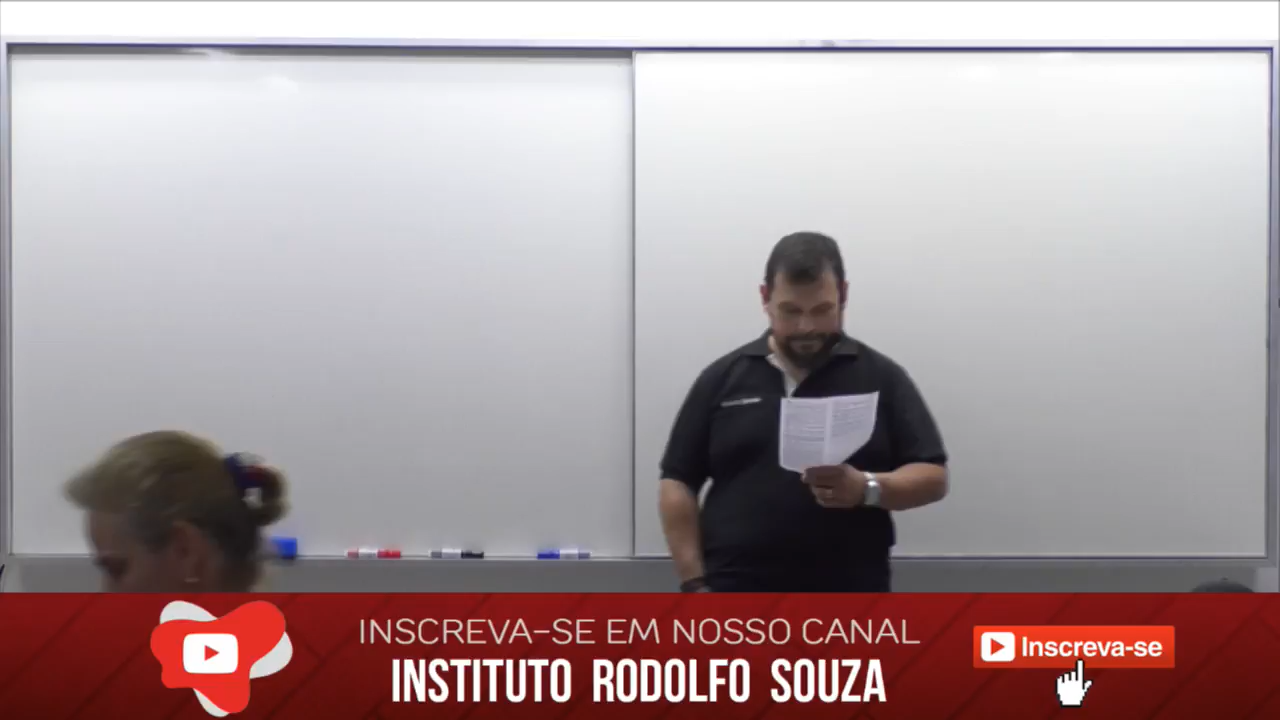 INSCREVA-SE EM NOSSO CANAL
INSTITUTO RODOLFO SOUZA
Inscreva-se